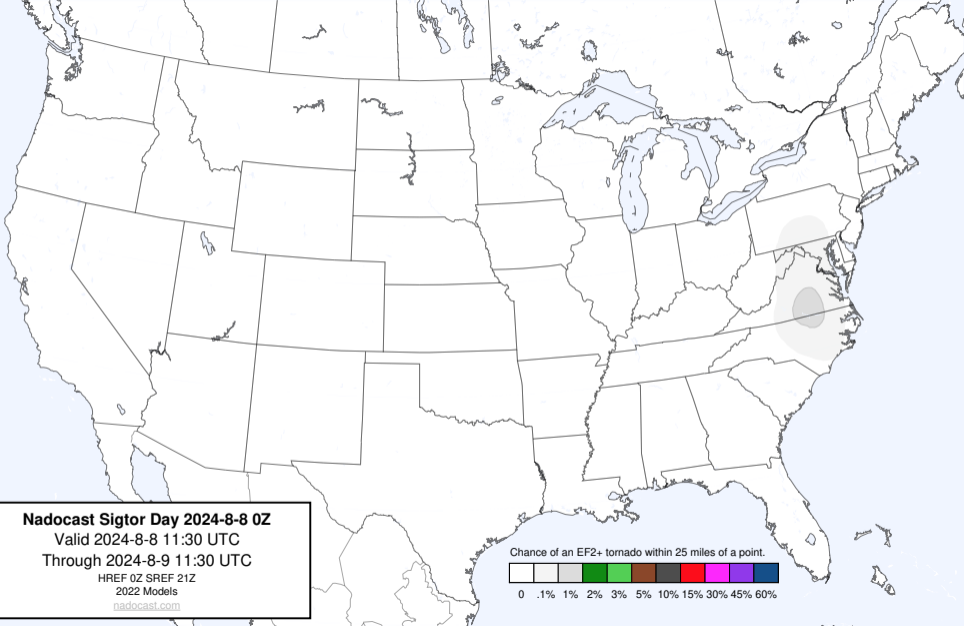 Nadocast Sigtor Day 2024-8-8 0Z
Valid 2024-8-8 11:30 UTC
Through 2024-8-9 11:30 UTC
HREF 0Z SREF 21Z
2022 Models
nadocast.com
Chance of an EF2+ tornado within 25 miles of a point.
0 .1% 1% 2% 3% 5% 10% 15% 30% 45% 60%